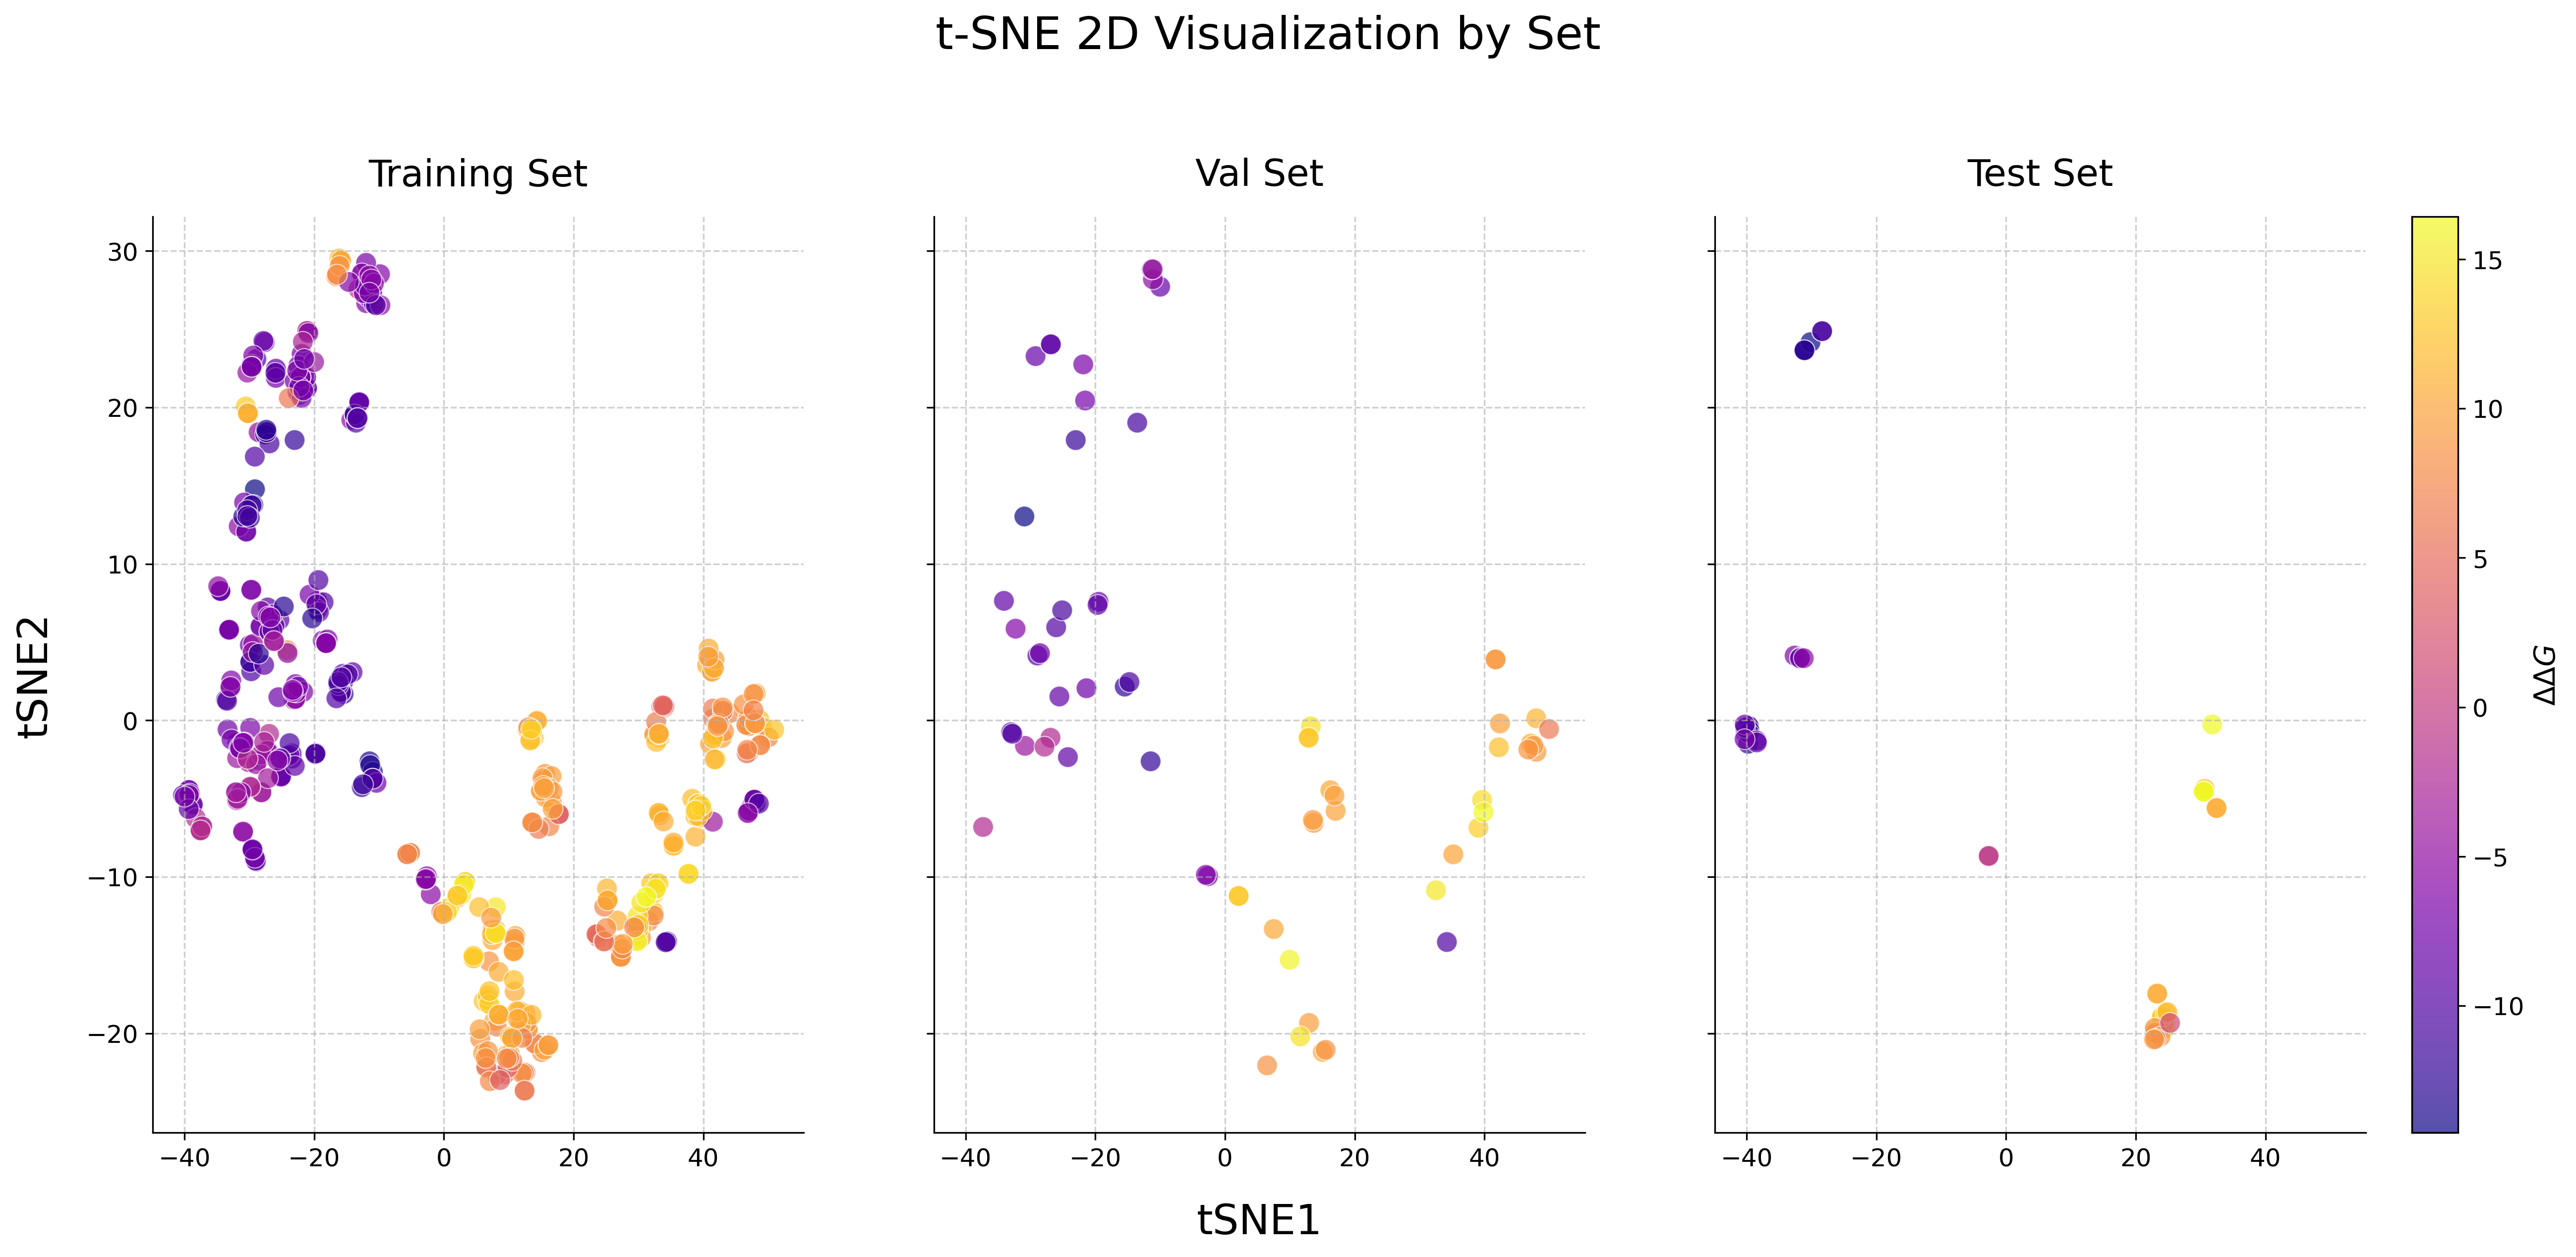 t-SNE 2D Visualization by Set
Training Set
Val Set
Test Set
tSNE2
30
20
10
0
−10
−20
−40 −20 0 20 40
−40 −20 0 20 40
−40 −20 0 20 40
tSNE1
15
10
5
0
−5
−10
ΔΔG